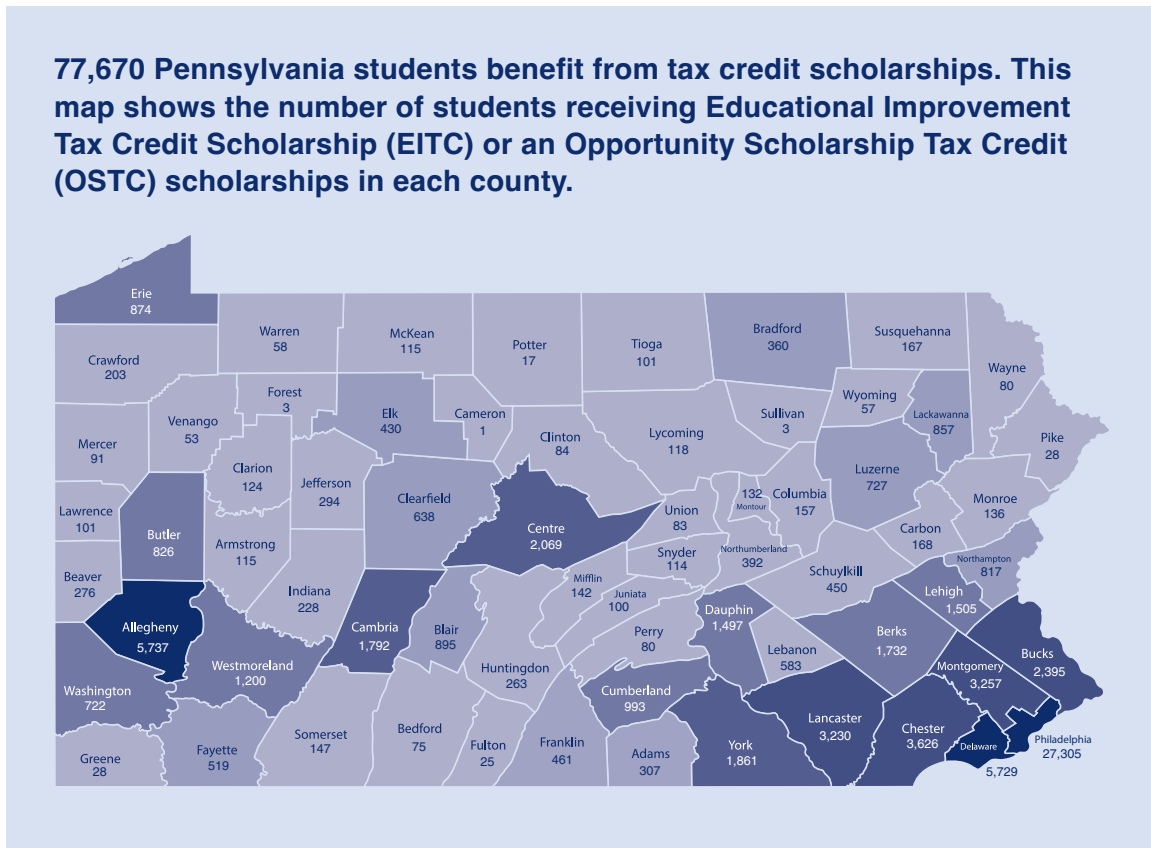 77,670 Pennsylvania students benefit from tax credit scholarships. This
map shows the number of students receiving Educational Improvement
Tax Credit Scholarship (EITC) or an Opportunity Scholarship Tax Credit
(OSTC) scholarships in each county.
Erie
874
Crawford
203
Warren
58
McKean
115
Potter
17
Tioga
101
Bradford
360
Susquehanna
167
Wayne
80
Mercer
91
Venango
53
Forest
3
Elk
430
Cameron
1
Clinton
84
Lycoming
118
Sullivan
3
Wyoming
57
Lackawanna
857
Pike
28
Lawrence
101
Butler
826
Clarion
124
Jefferson
294
Clearfield
638
Centre
2,069
Union
83
132
Montour
Columbia
157
Luzerne
727
Monroe
136
Carbon
168
Beaver
276
Armstrong
115
Indiana
228
Snyder
114
Northumberland
392
Schuylkill
450
Northampton
817
Lehigh
1,505
Allegheny
5,737
Westmoreland
1,200
Cambria
1,792
Blair
895
Huntingdon
263
Mifflin
142
Juniata
100
Perry
80
Dauphin
1,497
Lebanon
583
Berks
1,732
Montgomery
3,257
Bucks
2,395
Washington
722
Greene
28
Fayette
519
Somerset
147
Bedford
75
Fulton
25
Franklin
461
Cumberland
993
Adams
307
York
1,861
Lancaster
3,230
Chester
3,626
Delaware
5,729
Philadelphia
27,305